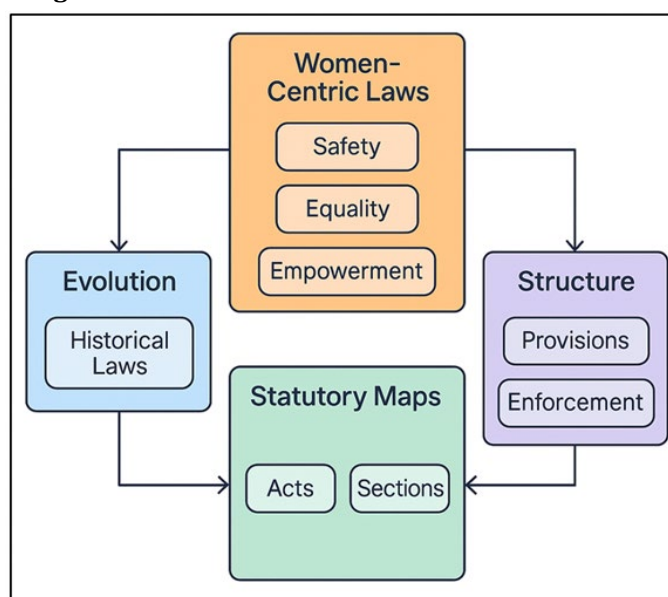 Women-
Centric Laws
Safety
Equality
Empowerment
Evolution
Historical
Laws
Structure
Provisions
Enforcement
Statutory Maps
Acts
Sections